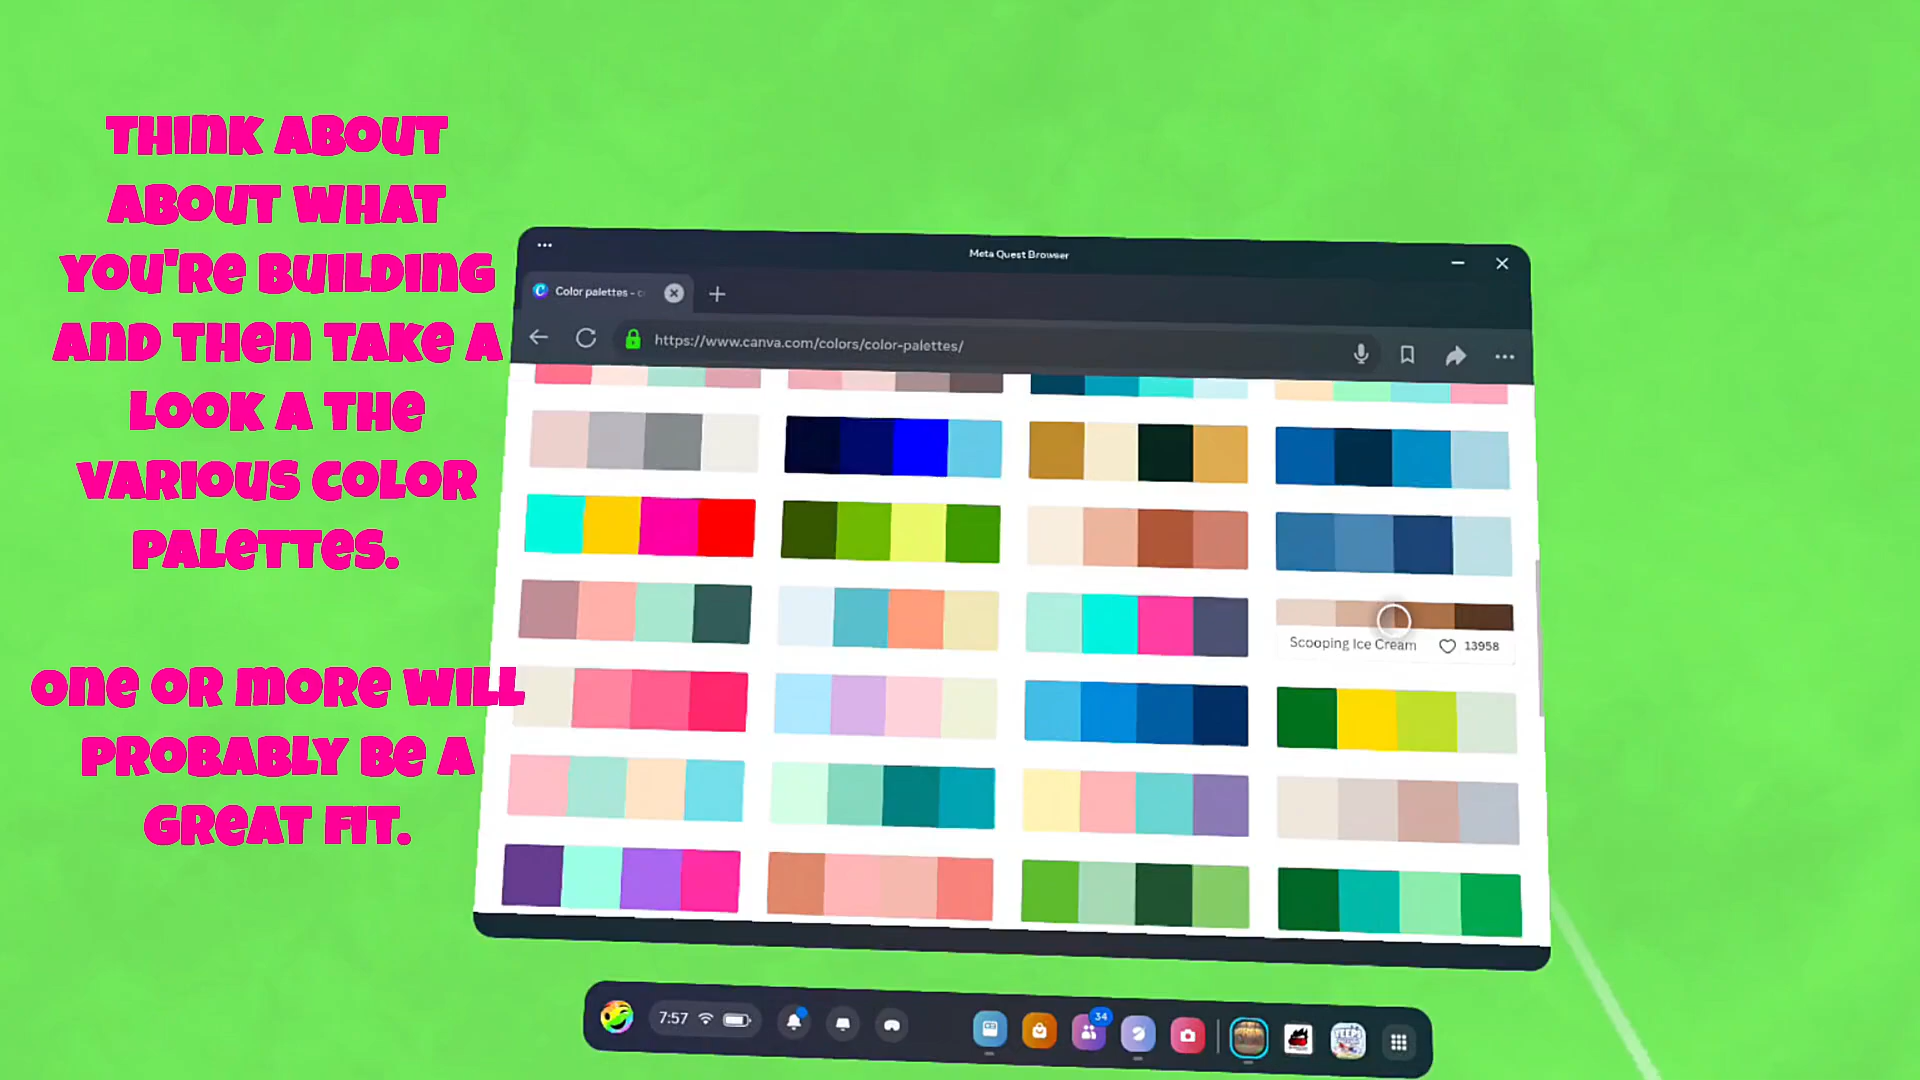 THINK ABOUT
ABOUT WHAT
YOU'RE BUILDING
AND THEN TAKE A
LOOK A THE
VARIOUS COLOR
PALETTES.
ONE OR MORE WILL
PROBABLY BE A
GREAT FIT.
Meta Quest Browser
Color palettes - c
https://www.canva.com/colors/color-palettes/
Scooping Ice Cream 13958
7:57
34